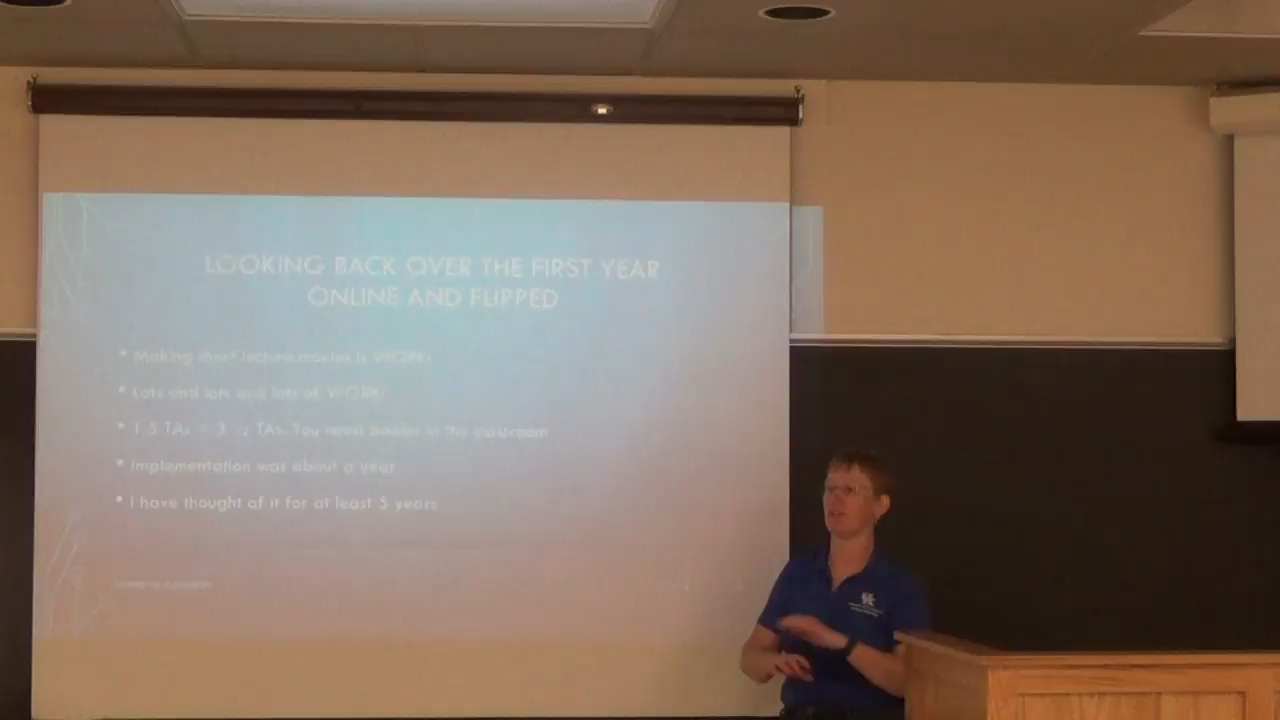 LOOKING BACK OVER THE FIRST YEAR
ONLINE AND FLIPPED
• Making short lecture movies is WORK!
• Lots and lots and lots of WORK!
• 1.5 TAs = 3 ½ TAs. You need bodies in the classroom
• Implementation was about a year
• I have thought of it for at least 5 years
UK